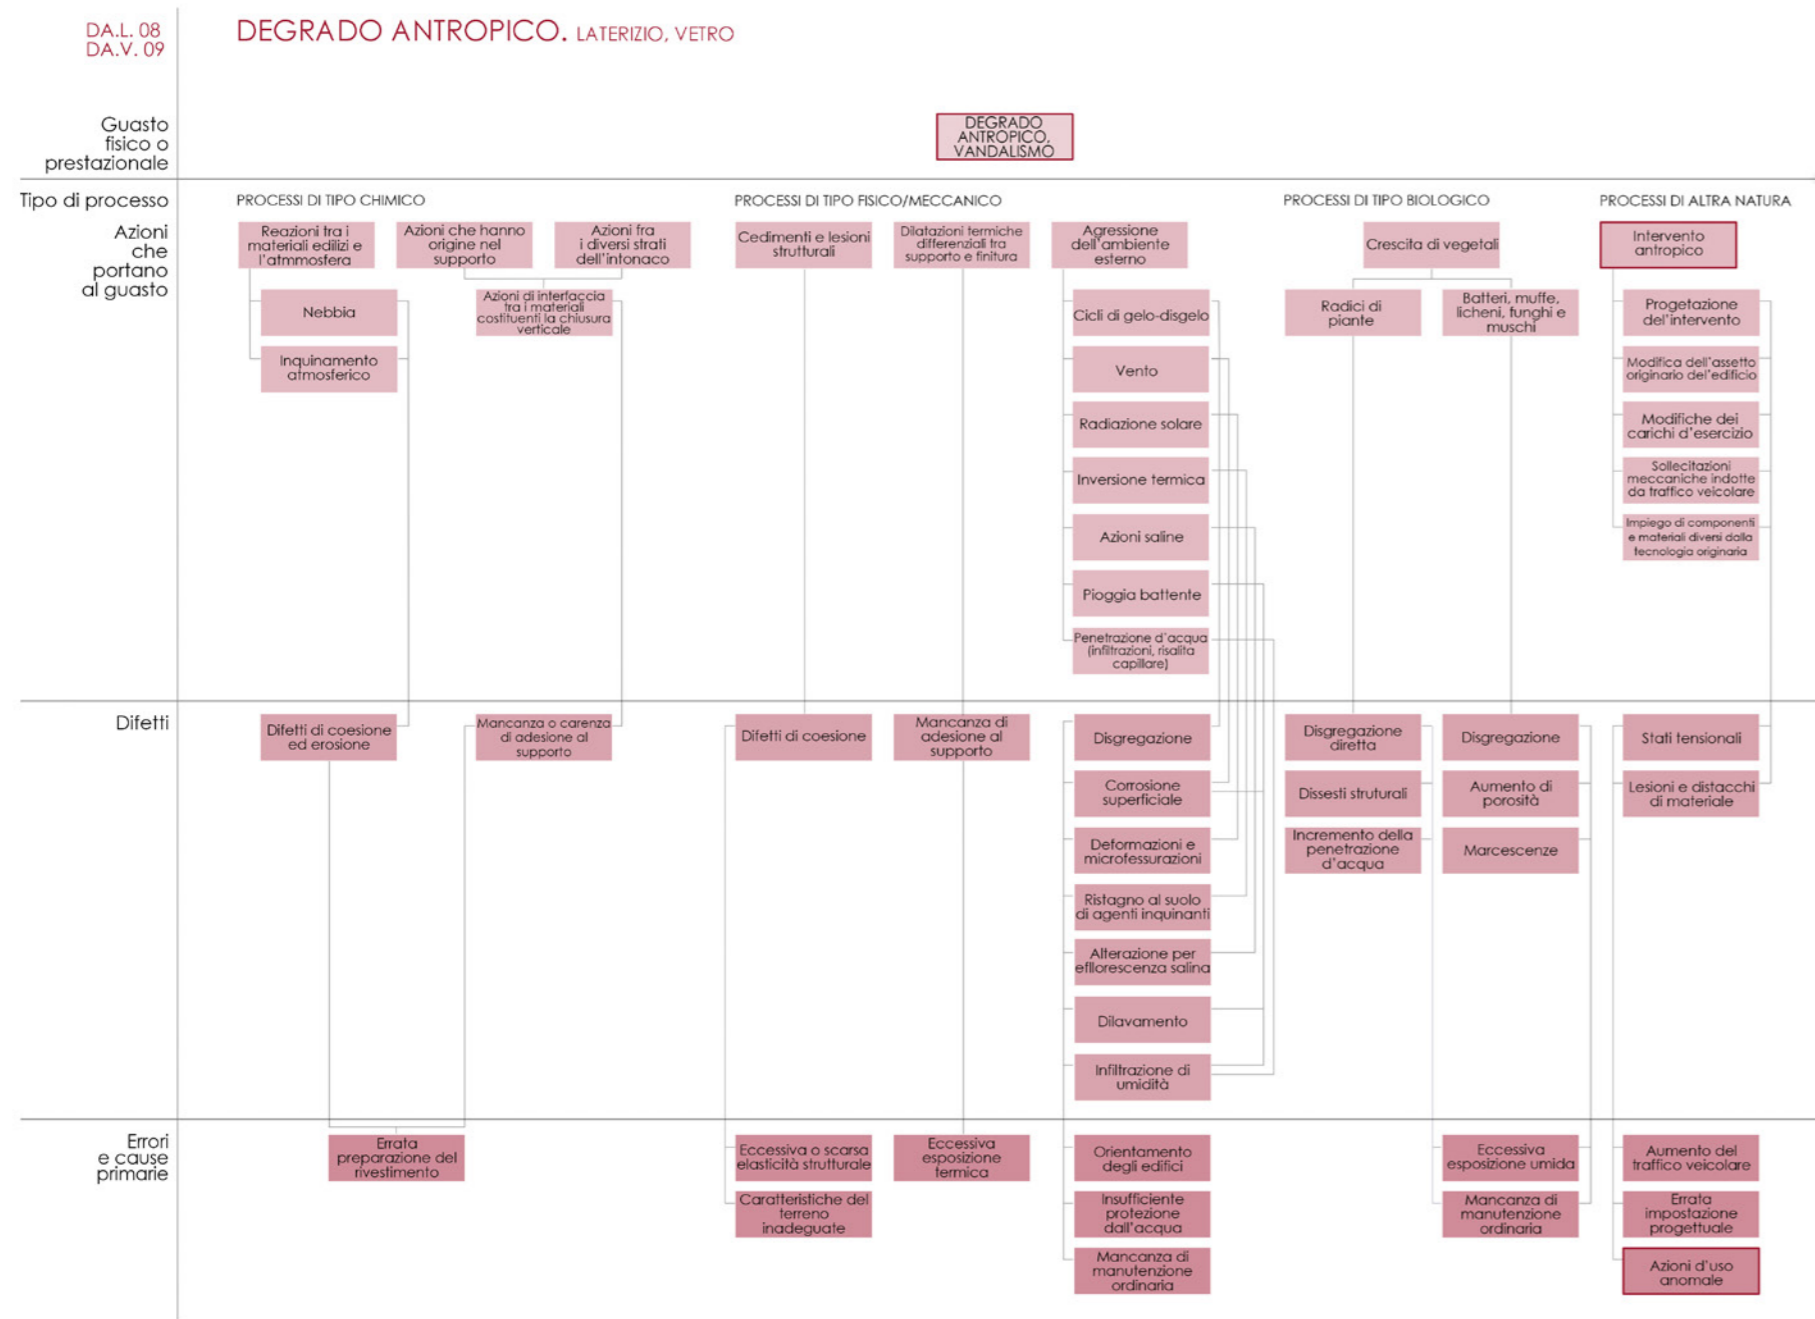 DA.L. 08
DA.V. 09
DEGRADO ANTROPICO. LATERIZIO, VETRO
Guasto
fisico o
prestazionale
DEGRADO
ANTROPICO,
VANDALISMO
Tipo di processo
PROCESSI DI TIPO CHIMICO
PROCESSI DI TIPO FISICO/MECCANICO
PROCESSI DI TIPO BIOLOGICO
PROCESSI DI ALTRA NATURA
Azioni
che
portano
al guasto
Reazioni tra i
materiali edilizi e
l'atmmosfera
Azioni che hanno
origine nel
supporto
Azioni fra
i diversi strati
dell'intonaco
Cedimenti e lesioni
strutturali
Dilatazioni termiche
differenziali tra
supporto e finitura
Agressione
dell'ambiente
esterno
Crescita di vegetali
Intervento
antropico
Nebbia
Inquinamento
atmosferico
Azioni di interfaccia
tra i materiali
costituenti la chiusura
verticale
Cicli di gelo-disgelo
Vento
Radiazione solare
Inversione termica
Azioni saline
Pioggia battente
Penetrazione d'acqua
(infiltrazioni, risalita
capillare)
Radici di
piante
Batteri, muffe,
licheni, funghi e
muschi
Progetazione
del'intervento
Modifica dell'assetto
originario del'edificio
Modifiche dei
carichi d'esercizio
Sollecitazioni
meccaniche indotte
da traffico veicolare
Impiego di componenti
e materiali diversi dalla
tecnologia originaria
Difetti
Difetti di coesione
ed erosione
Mancanza o carenza
di adesione al
supporto
Difetti di coesione
Mancanza di
adesione al
supporto
Disgregazione
Corrosione
superficiale
Deformazioni e
microfessurazioni
Ristagno al suolo
di agenti inquinanti
Alterazione per
efllorescenza salina
Dilavamento
Infiltrazione di
umidità
Disgregazione
diretta
Dissesti struturali
Incremento della
penetrazione
d'acqua
Disgregazione
Aumento di
porosità
Marcescenze
Stati tensionali
Lesioni e distacchi
di materiale
Errori
e cause
primarie
Errata
preparazione del
rivestimento
Eccessiva o scarsa
elasticità strutturale
Caratteristiche del
terreno
inadeguate
Eccessiva
esposizione
termica
Orientamento
degli edifici
Insufficiente
protezione
dall'acqua
Mancanza di
manutenzione
ordinaria
Eccessiva
esposizione umida
Mancanza di
manutenzione
ordinaria
Aumento del
traffico veicolare
Errata
impostazione
progettuale
Azioni d'uso
anomale